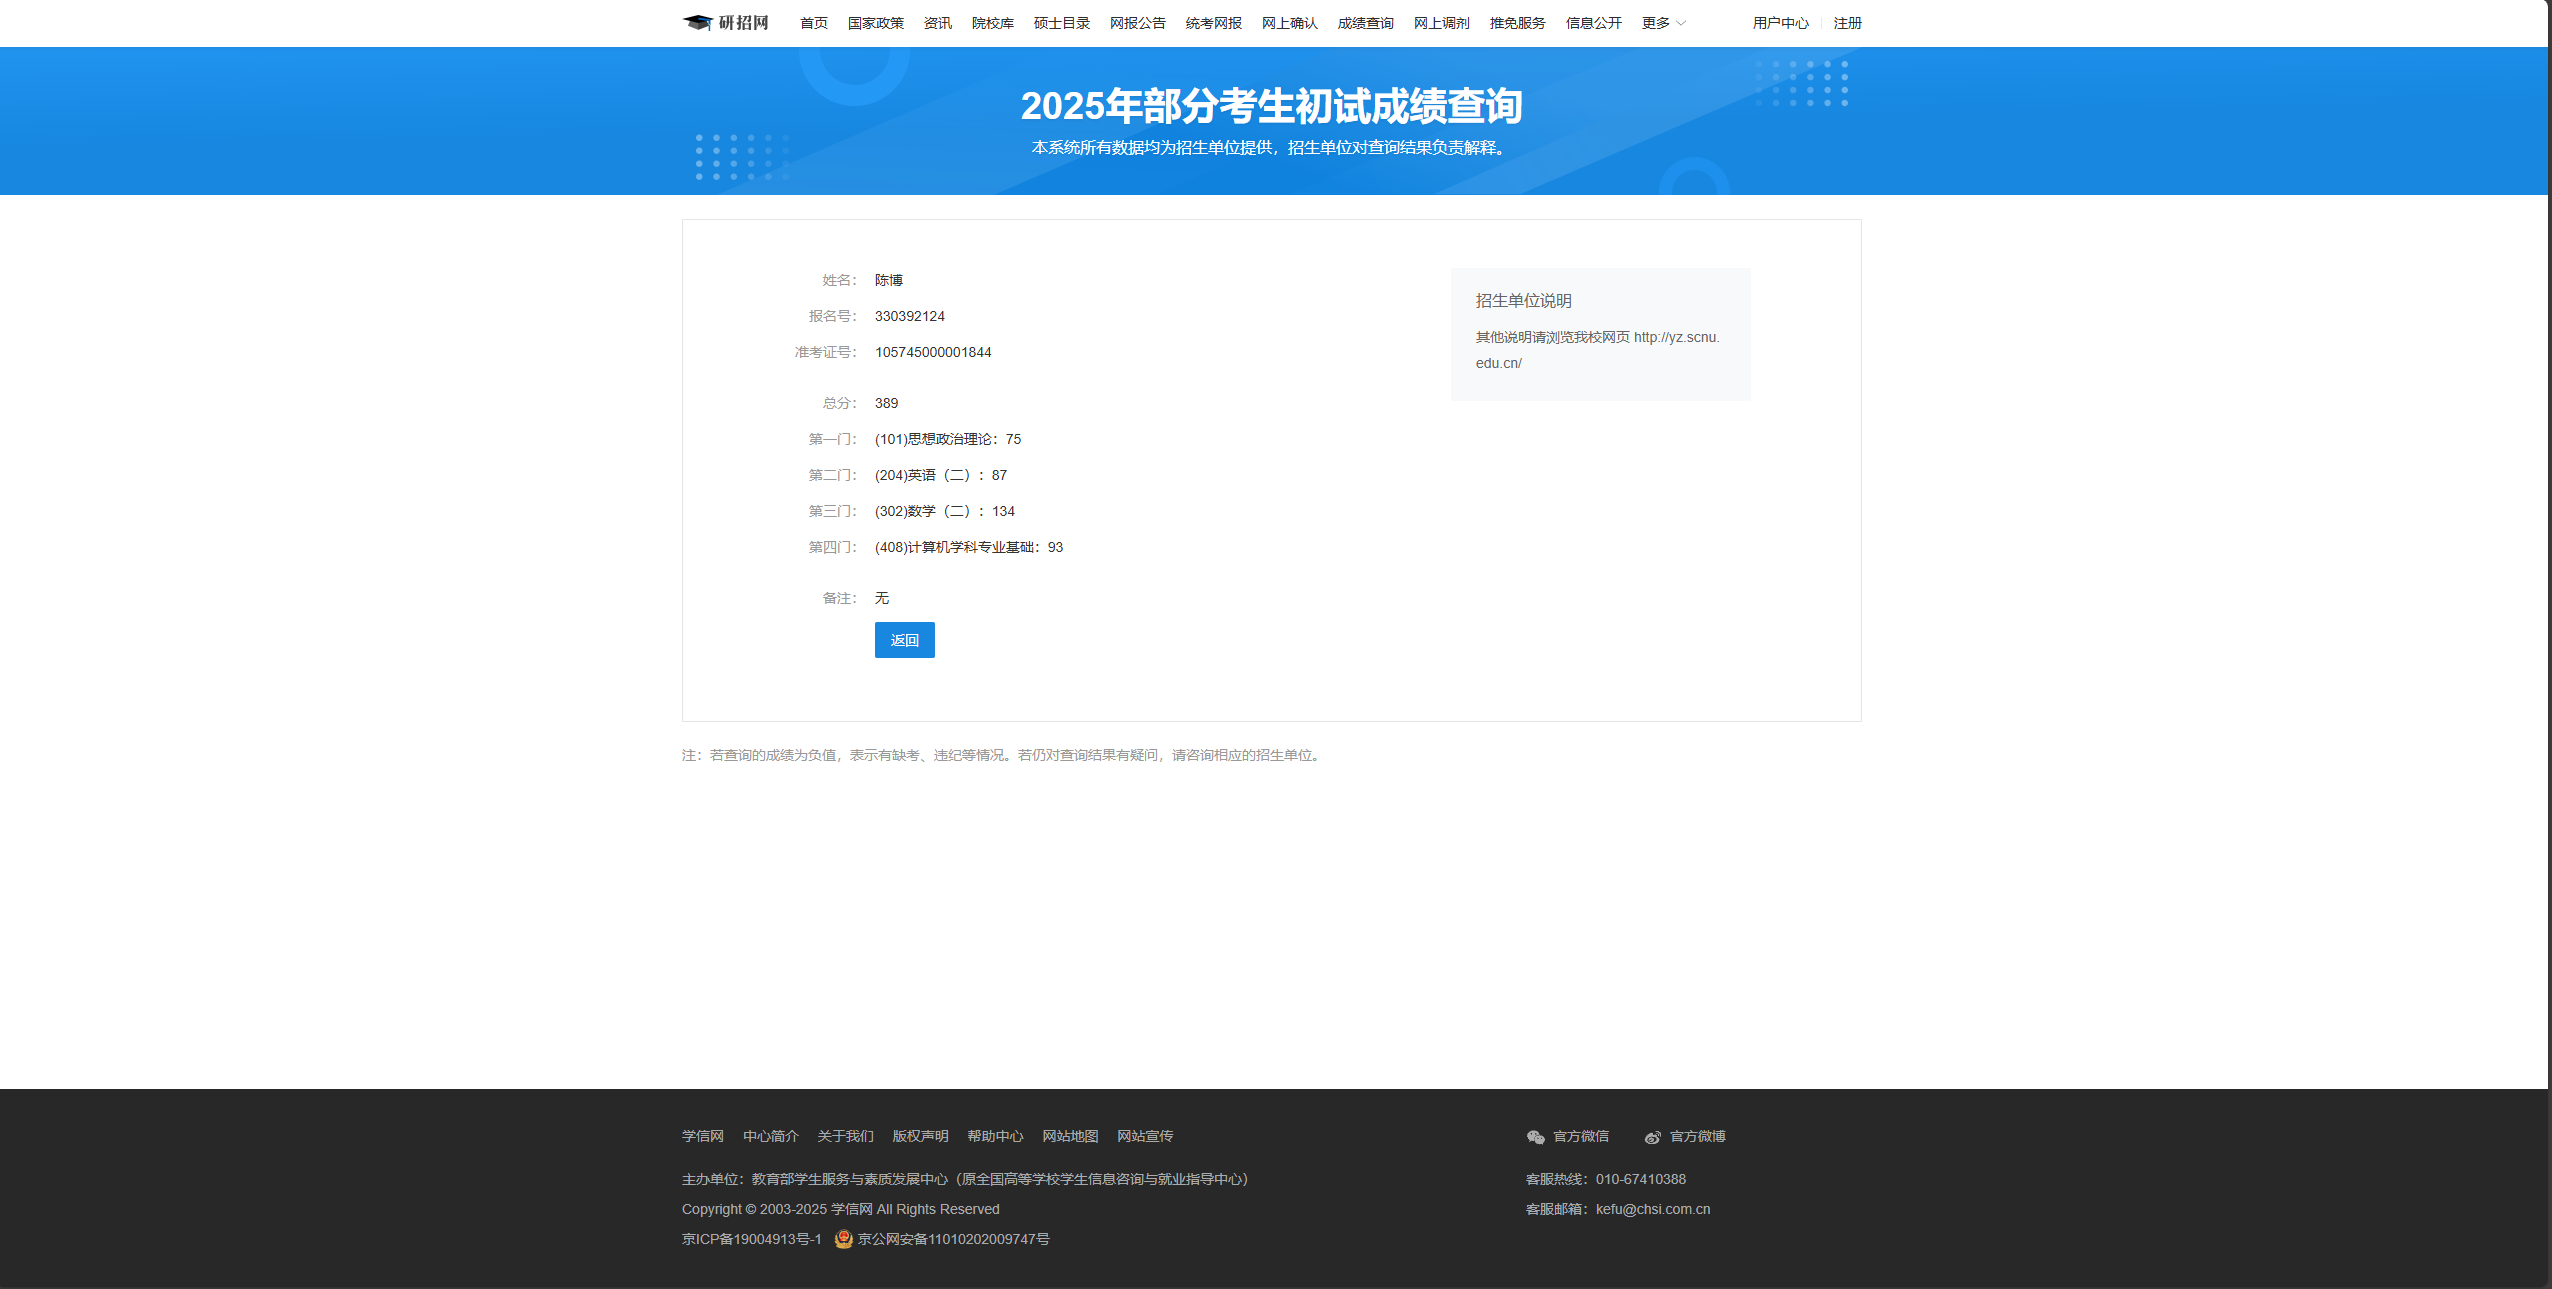 研招网 首页 国家政策 资讯 院校库 硕士目录 网报公告 统考网报 网上确认 成绩查询 网上调剂 推免服务 信息公开 更多 用户中心 注册
2025年部分考生初试成绩查询
本系统所有数据均为招生单位提供，招生单位对查询结果负责解释。
姓名： 陈博
报名号： 330392124
准考证号： 105745000001844
总分： 389
第一门： (101)思想政治理论：75
第二门： (204)英语（二）：87
第三门： (302)数学（二）：134
第四门： (408)计算机学科专业基础：93
备注： 无
返回
招生单位说明
其他说明请浏览我校网页 http://yz.scnu.
edu.cn/
注：若查询的成绩为负值，表示有缺考、违纪等情况。若仍对查询结果有疑问，请咨询相应的招生单位。
学信网 中心简介 关于我们 版权声明 帮助中心 网站地图 网站宣传
主办单位：教育部学生服务与素质发展中心（原全国高等学校学生信息咨询与就业指导中心）
Copyright © 2003-2025 学信网 All Rights Reserved
京ICP备19004913号-1 京公网安备11010202009747号
官方微信 官方微博
客服热线：010-67410388
客服邮箱：kefu@chsi.com.cn